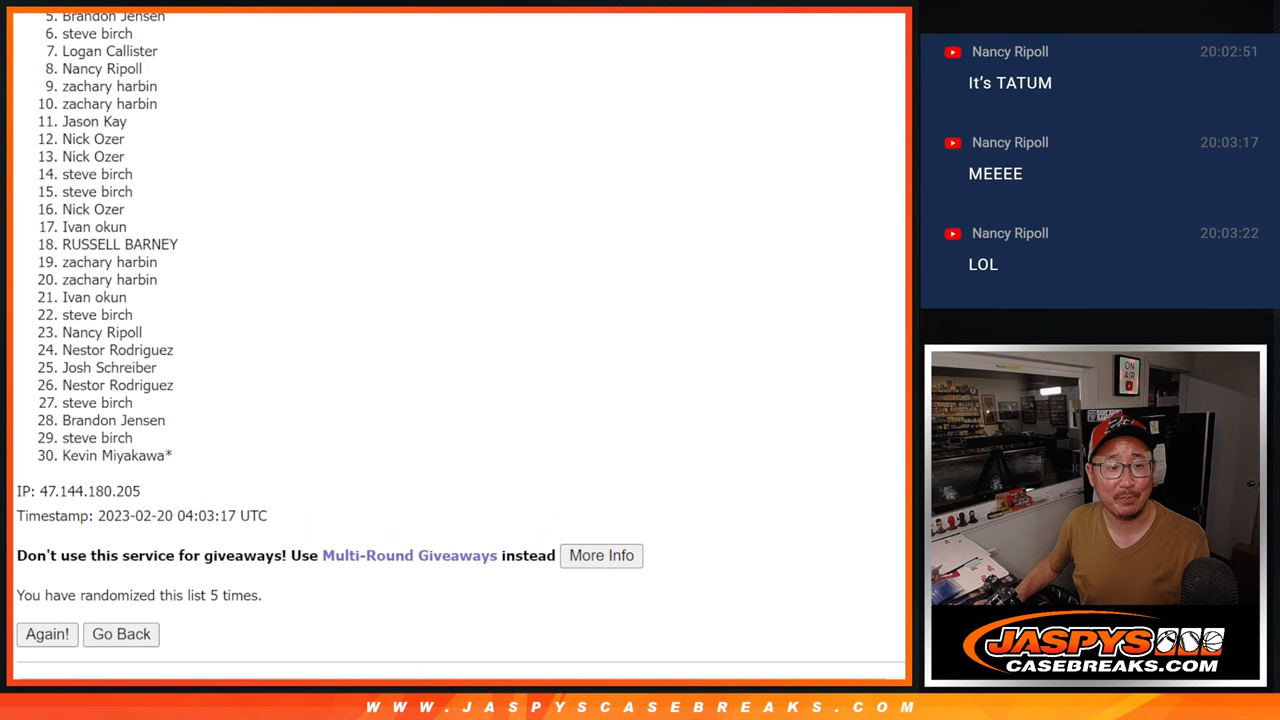 5. Brandon Jensen
6. steve birch
7. Logan Callister
8. Nancy Ripoll
9. zachary harbin
10. zachary harbin
11. Jason Kay
12. Nick Ozer
13. Nick Ozer
14. steve birch
15. steve birch
16. Nick Ozer
17. Ivan okun
18. RUSSELL BARNEY
19. zachary harbin
20. zachary harbin
21. Ivan okun
22. steve birch
23. Nancy Ripoll
24. Nestor Rodriguez
25. Josh Schreiber
26. Nestor Rodriguez
27. steve birch
28. Brandon Jensen
29. steve birch
30. Kevin Miyakawa*
IP: 47.144.180.205
Timestamp: 2023-02-20 04:03:17 UTC
Don't use this service for giveaways! Use Multi-Round Giveaways instead More Info
You have randomized this list 5 times.
Again! Go Back
Nancy Ripoll 20:02:51
It's TATUM
Nancy Ripoll 20:03:17
MEEEE
Nancy Ripoll 20:03:22
LOL
ON
AIR
JASPYS
CASEBREAKS.COM
WWW.JASPYSCASEBREAKS.COM